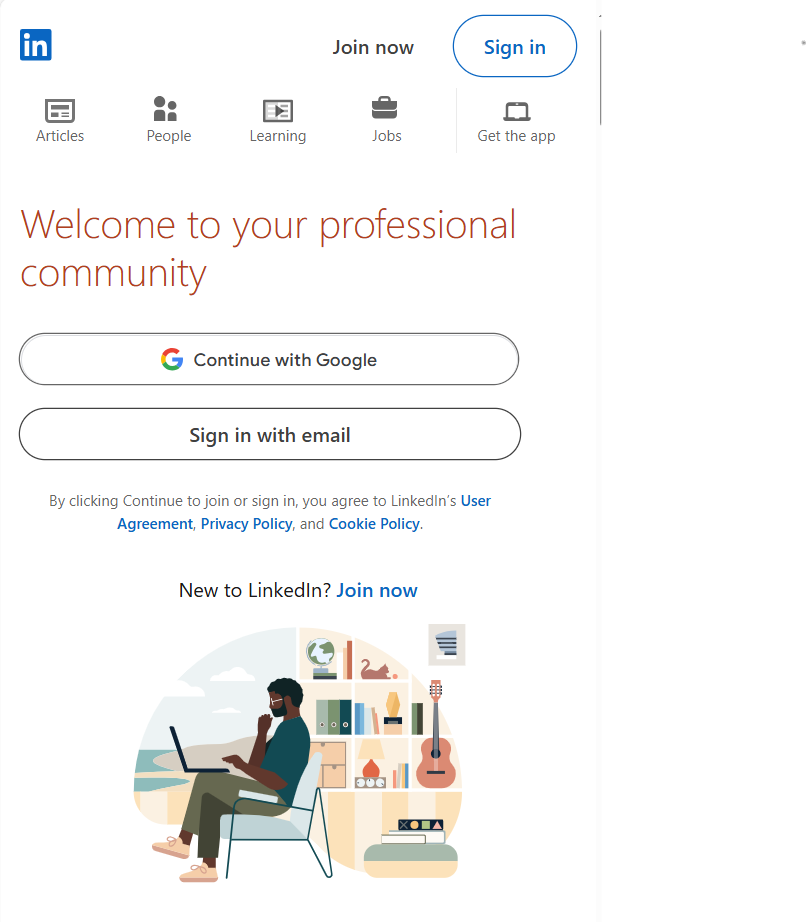 in
Join now
Sign in
Articles
People
Learning
Jobs
Get the app
Welcome to your professional
community
Continue with Google
Sign in with email
By clicking Continue to join or sign in, you agree to LinkedIn’s User
Agreement, Privacy Policy, and Cookie Policy.
New to LinkedIn? Join now